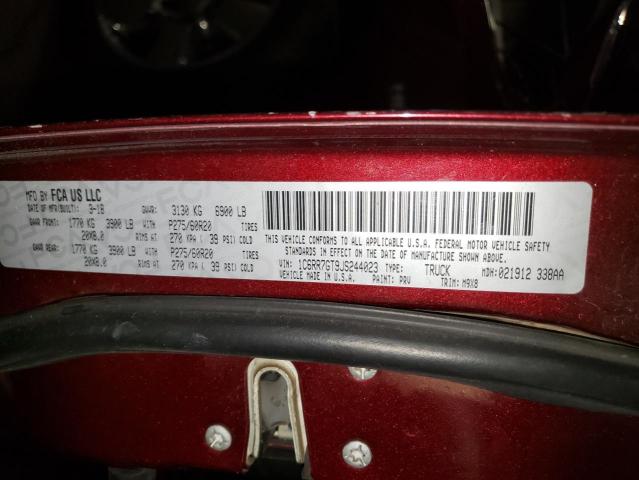 MFD BY FCA US LLC
DATE OF MFR(BUILT): 3-18 GVWR: 3130 KG 6900 LB
GAWR FRONT: 1770 KG 3900 LB WITH P275/60R20 TIRES
20X8.0 RIMS AT 270 KPA ( 39 PSI) COLD
GAWR REAR: 1770 KG 3900 LB WITH P275/60R20 TIRES
20X8.0 RIMS AT 270 KPA ( 39 PSI) COLD
THIS VEHICLE CONFORMS TO ALL APPLICABLE U.S.A. FEDERAL MOTOR VEHICLE SAFETY
STANDARDS IN EFFECT ON THE DATE OF MANUFACTURE SHOWN ABOVE.
VIN: 1C6RR7GT9JS244023 TYPE: TRUCK MDH: 021912 338AA
VEHICLE MADE IN U.S.A. PAINT: PRV TRIM: M9X8